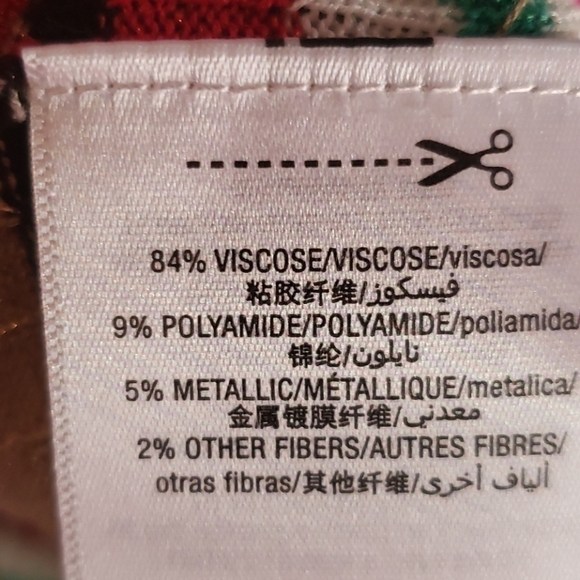 84% VISCOSE/VISCOSE/viscosa/
粘胶纤维/فيسكوز
9% POLYAMIDE/POLYAMIDE/poliamida/
锦纶/نايلون
5% METALLIC/MÉTALLIQUE/metalica/
金属镀膜纤维/معدني
2% OTHER FIBERS/AUTRES FIBRES/
otras fibras/其他纤维/ألياف أخرى